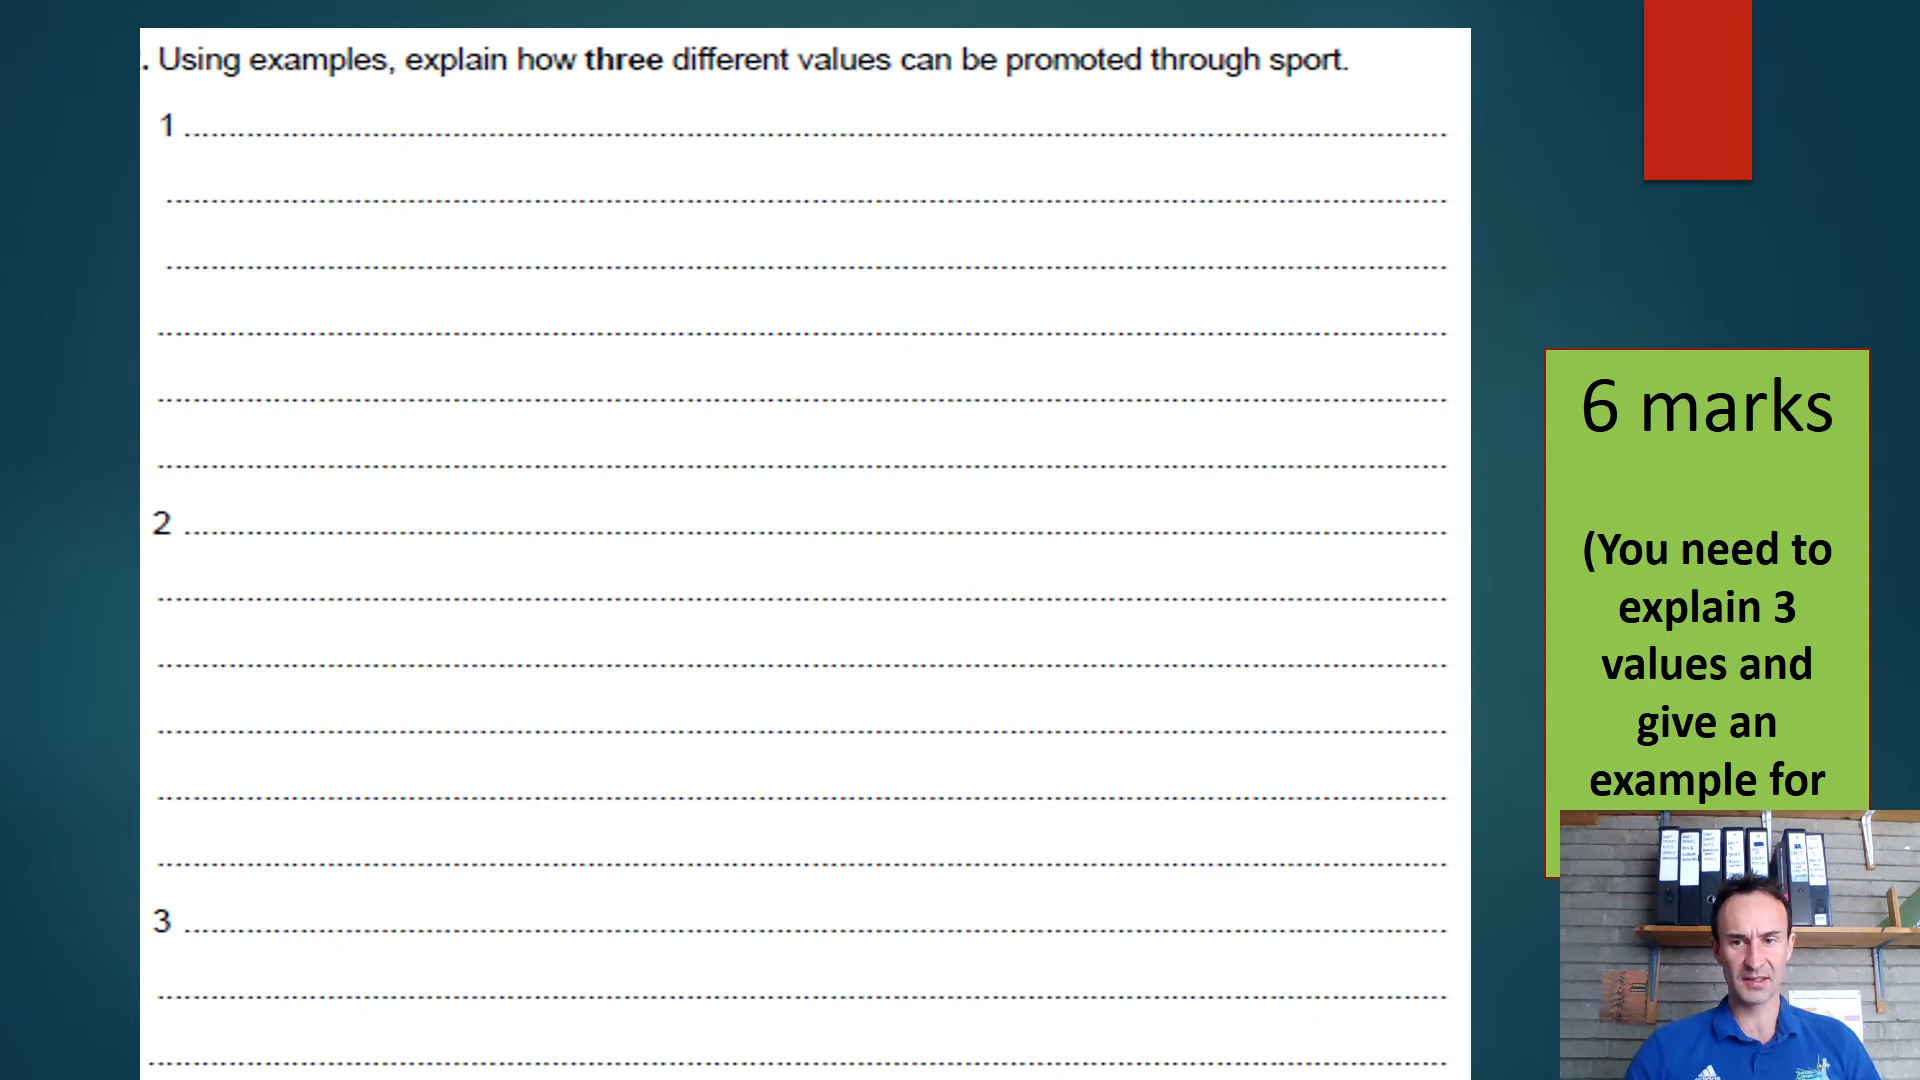 . Using examples, explain how three different values can be promoted through sport.
1
2
3
6 marks
(You need to
explain 3
values and
give an
example for
adidas